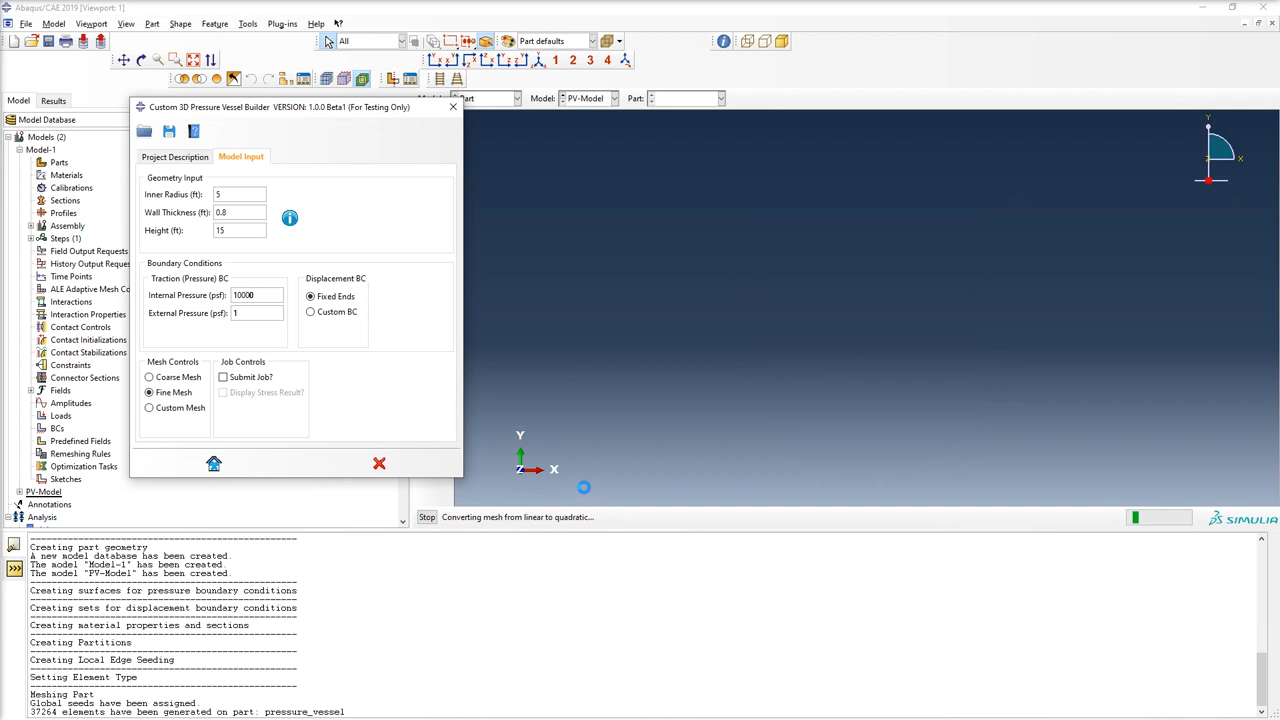 Abaqus/CAE 2019 [Viewport: 1]
File Model Viewport View Part Shape Feature Tools Plug-ins Help
All
Part defaults
1 2 3 4
Model Results
Part Model: PV-Model Part:
Custom 3D Pressure Vessel Builder VERSION: 1.0.0 Beta1 (For Testing Only)
Model Database
Models (2)
Model-1
Parts
Materials
Calibrations
Sections
Profiles
Assembly
Steps (1)
Field Output Requests
History Output Reque
Time Points
ALE Adaptive Mesh Co
Interactions
Interaction Properties
Contact Controls
Contact Initializations
Contact Stabilizations
Constraints
Connector Sections
Fields
Amplitudes
Loads
BCs
Predefined Fields
Remeshing Rules
Optimization Tasks
Sketches
PV-Model
Annotations
Analysis
Project Description Model Input
Geometry Input
Inner Radius (ft): 5
Wall Thickness (ft): 0.8
Height (ft): 15
Boundary Conditions
Traction (Pressure) BC
Internal Pressure (psf): 10000
External Pressure (psf): 1
Displacement BC
Fixed Ends
Custom BC
Mesh Controls
Coarse Mesh
Fine Mesh
Custom Mesh
Job Controls
Submit Job?
Display Stress Result?
Y
X
Z
Y
Z X
Stop Converting mesh from linear to quadratic...
SIMULIA
Creating part geometry
A new model database has been created.
The model "Model-1" has been created.
The model "PV-Model" has been created.
Creating surfaces for pressure boundary conditions
Creating sets for displacement boundary conditions
Creating material properties and sections
Creating Partitions
Creating Local Edge Seeding
Setting Element Type
Meshing Part
Global seeds have been assigned.
37264 elements have been generated on part: pressure_vessel